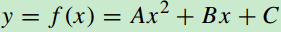 y = f(x) = Ax² + Bx + C